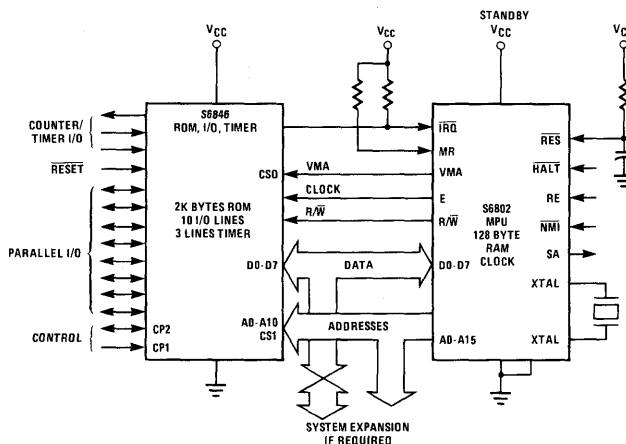 STANDBY
VCC
VCC
VCC
VCC
S6846
ROM, I/O, TIMER
COUNTER/
TIMER I/O
RESET
CS0
VMA
CLOCK
R/W
IRQ
MR
VMA
E
R/W
RES
HALT
RE
NMI
SA
XTAL
XTAL
S6802
MPU
128 BYTE
RAM
CLOCK
2K BYTES ROM
10 I/O LINES
3 LINES TIMER
PARALLEL I/O
D0-D7
DATA
D0-D7
A0-A10
CS1
ADDRESSES
A0-A15
CONTROL
CP2
CP1
SYSTEM EXPANSION
IF REQUIRED